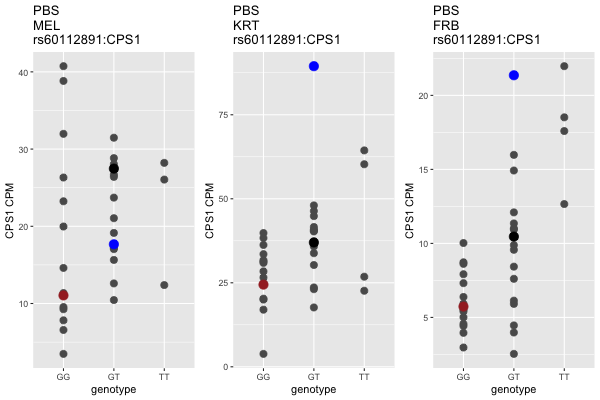 PBS
MEL
rs60112891:CPS1
CPS1 CPM
40
30
20
10
GG GT TT
genotype
PBS
KRT
rs60112891:CPS1
CPS1 CPM
75
50
25
0
GG GT TT
genotype
PBS
FRB
rs60112891:CPS1
CPS1 CPM
20
15
10
5
GG GT TT
genotype